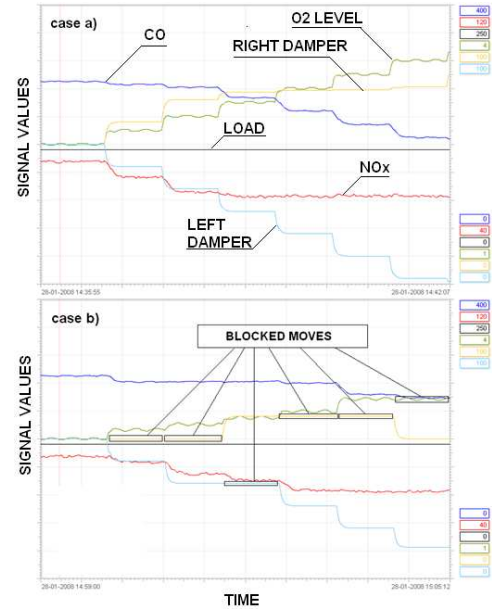 case a)
O2 LEVEL
CO
RIGHT DAMPER
LOAD
NOx
LEFT
DAMPER
SIGNAL VALUES
400
120
250
4
100
100
0
40
0
1
0
0
28-01-2008 14:35:55
28-01-2008 14:42:07
case b)
BLOCKED MOVES
SIGNAL VALUES
400
120
250
4
100
100
0
40
0
1
0
0
28-01-2008 14:59:00
28-01-2008 15:05:12
TIME